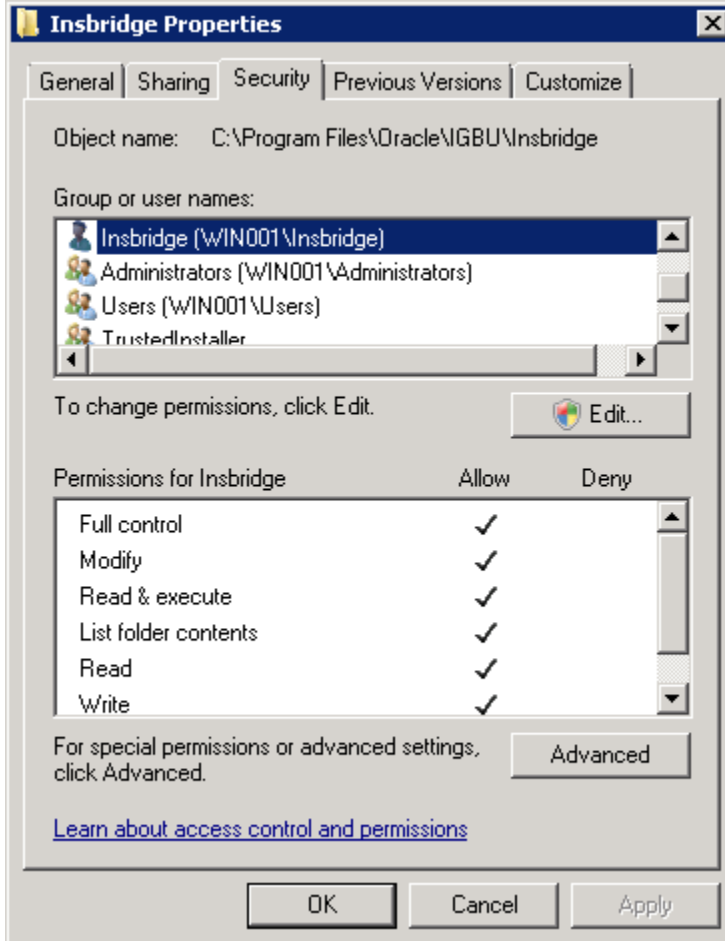 Insbridge Properties
General Sharing Security Previous Versions Customize
Object name: C:\Program Files\Oracle\IGBU\Insbridge
Group or user names:
Insbridge (WIN001\Insbridge)
Administrators (WIN001\Administrators)
Users (WIN001\Users)
TrustedInstaller
To change permissions, click Edit.
Edit...
Permissions for Insbridge Allow Deny
Full control
Modify
Read & execute
List folder contents
Read
Write
For special permissions or advanced settings,
click Advanced.
Advanced
Learn about access control and permissions
OK Cancel Apply